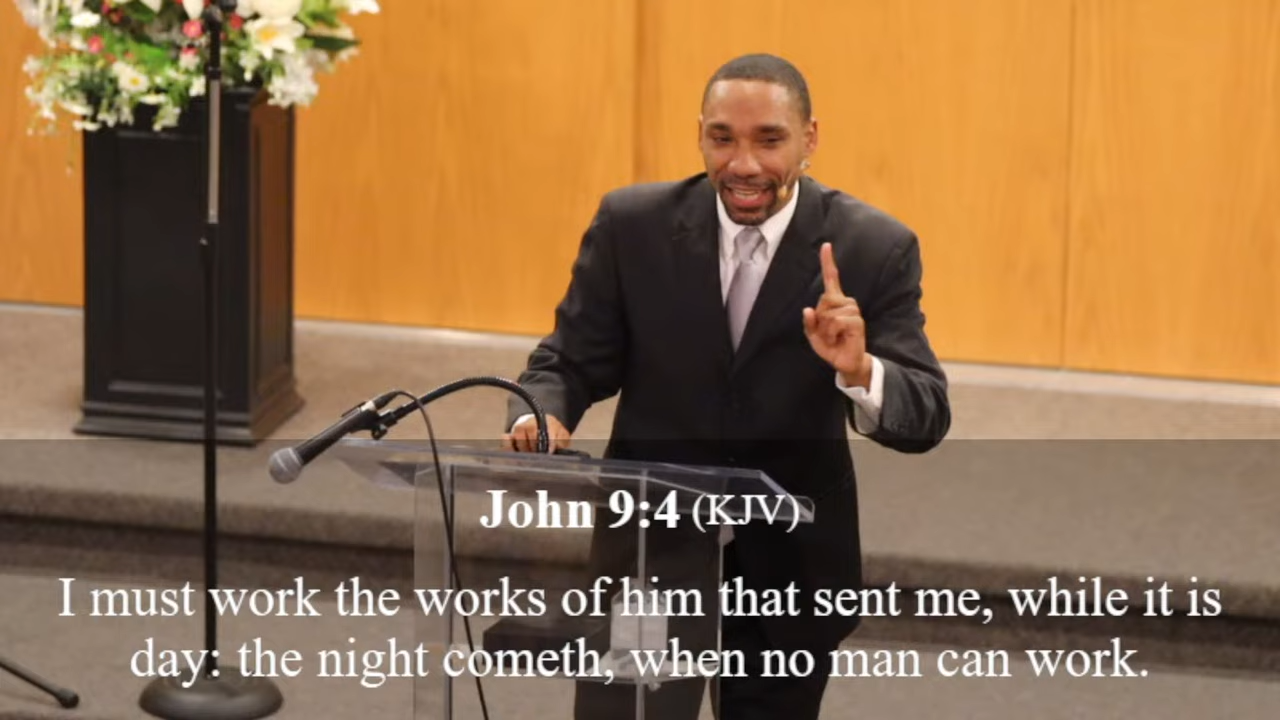 John 9:4 (KJV)
I must work the works of him that sent me, while it is
day: the night cometh, when no man can work.